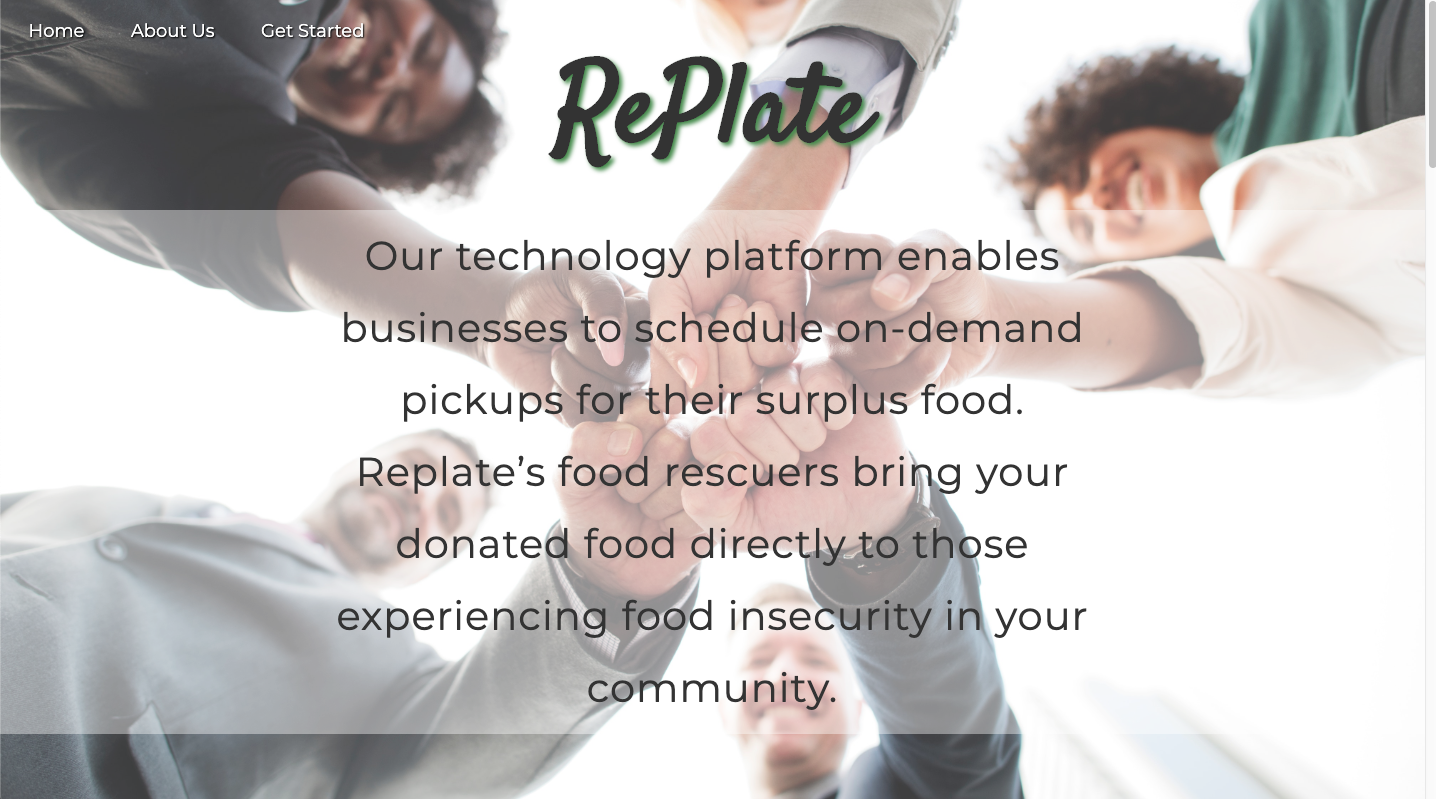 Home About Us Get Started
RePlate
Our technology platform enables
businesses to schedule on-demand
pickups for their surplus food.
Replate’s food rescuers bring your
donated food directly to those
experiencing food insecurity in your
community.